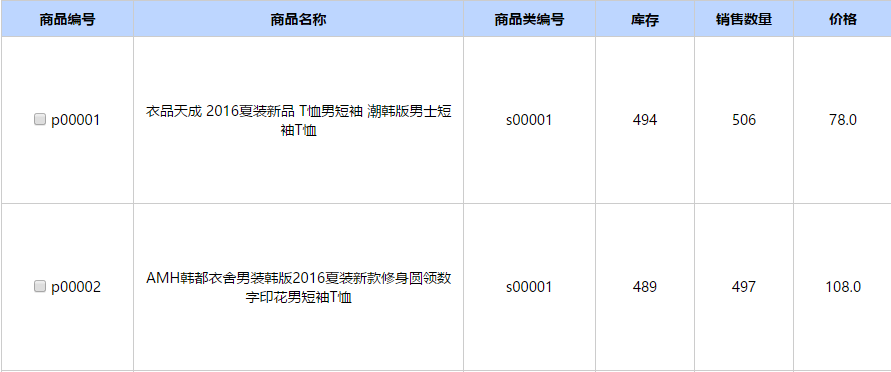 商品编号 商品名称 商品类编号 库存 销售数量 价格
衣品天成 2016夏装新品 T恤男短袖 潮韩版男士短
p00001 s00001 494 506 78.0
袖T恤
AMH韩都衣舍男装韩版2016夏装新款修身圆领数
p00002 s00001 489 497 108.0
字印花男短袖T恤